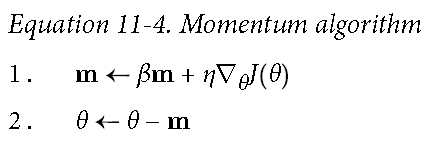 Equation 11-4. Momentum algorithm
1. m ← βm + η∇θJ(θ)
2. θ ← θ – m